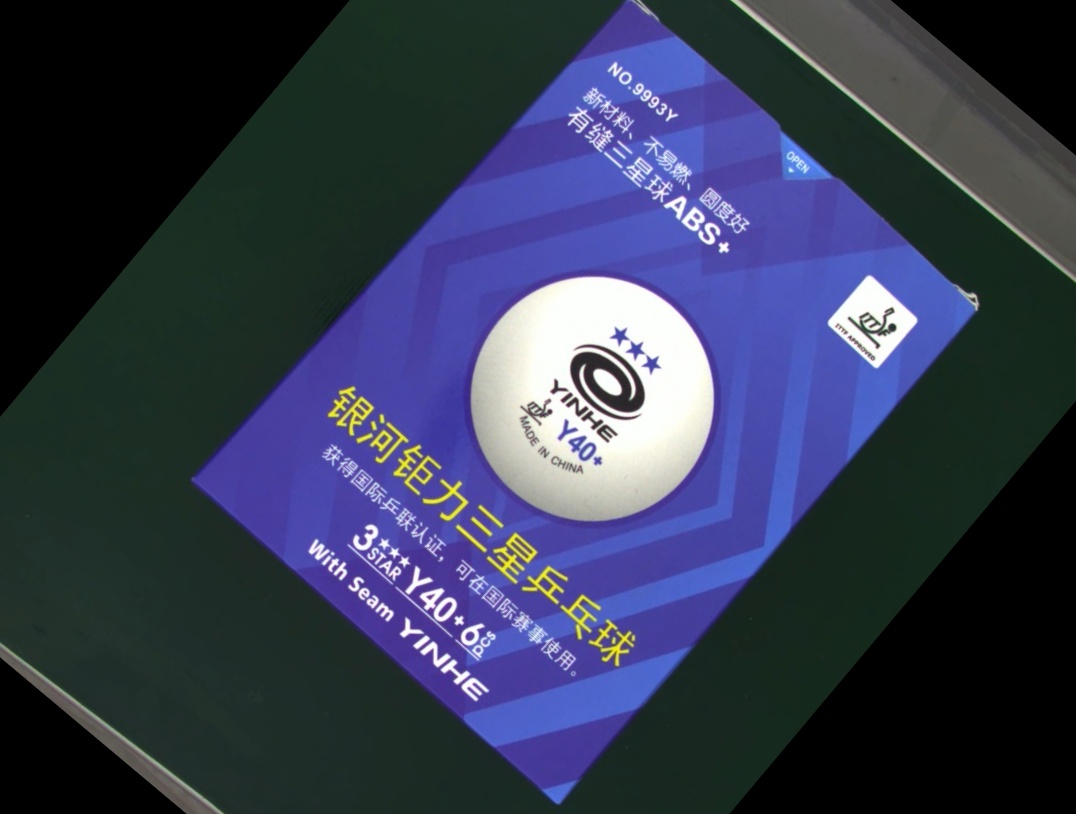 NO.9993Y
新材料、不易燃、圆度好
有缝三星球ABS+
OPEN
ITTF
ITTF APPROVED
YINHE
ITTF
Y40+
MADE IN CHINA
银河钜力三星乒乓球
获得国际乒联认证，可在国际赛事使用。
3 STAR Y40+ 6PCS
With Seam YINHE